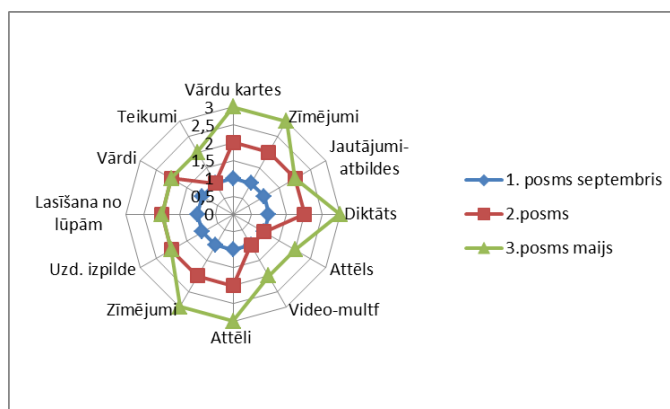 Vārdu kartes
Zīmējumi
Jautājumi-
atbildes
Diktāts
Attēls
Video-multf
Attēli
Zīmējumi
Uzd. izpilde
Lasīšana no
lūpām
Vārdi
Teikumi
3
2,5
2
1,5
1
0,5
0
1. posms septembris
2.posms
3.posms maijs